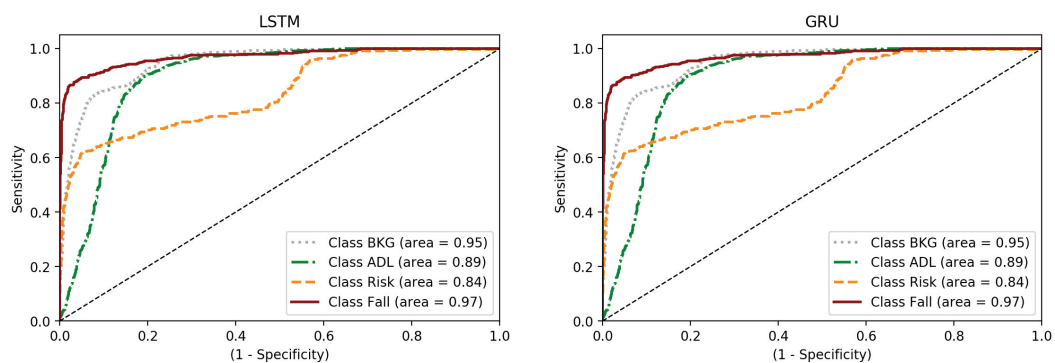 LSTM
Sensitivity
1.0
0.8
0.6
0.4
0.2
0.0
Class BKG (area = 0.95)
Class ADL (area = 0.89)
Class Risk (area = 0.84)
Class Fall (area = 0.97)
0.0 0.2 0.4 0.6 0.8 1.0
(1 - Specificity)
GRU
Sensitivity
1.0
0.8
0.6
0.4
0.2
0.0
Class BKG (area = 0.95)
Class ADL (area = 0.89)
Class Risk (area = 0.84)
Class Fall (area = 0.97)
0.0 0.2 0.4 0.6 0.8 1.0
(1 - Specificity)